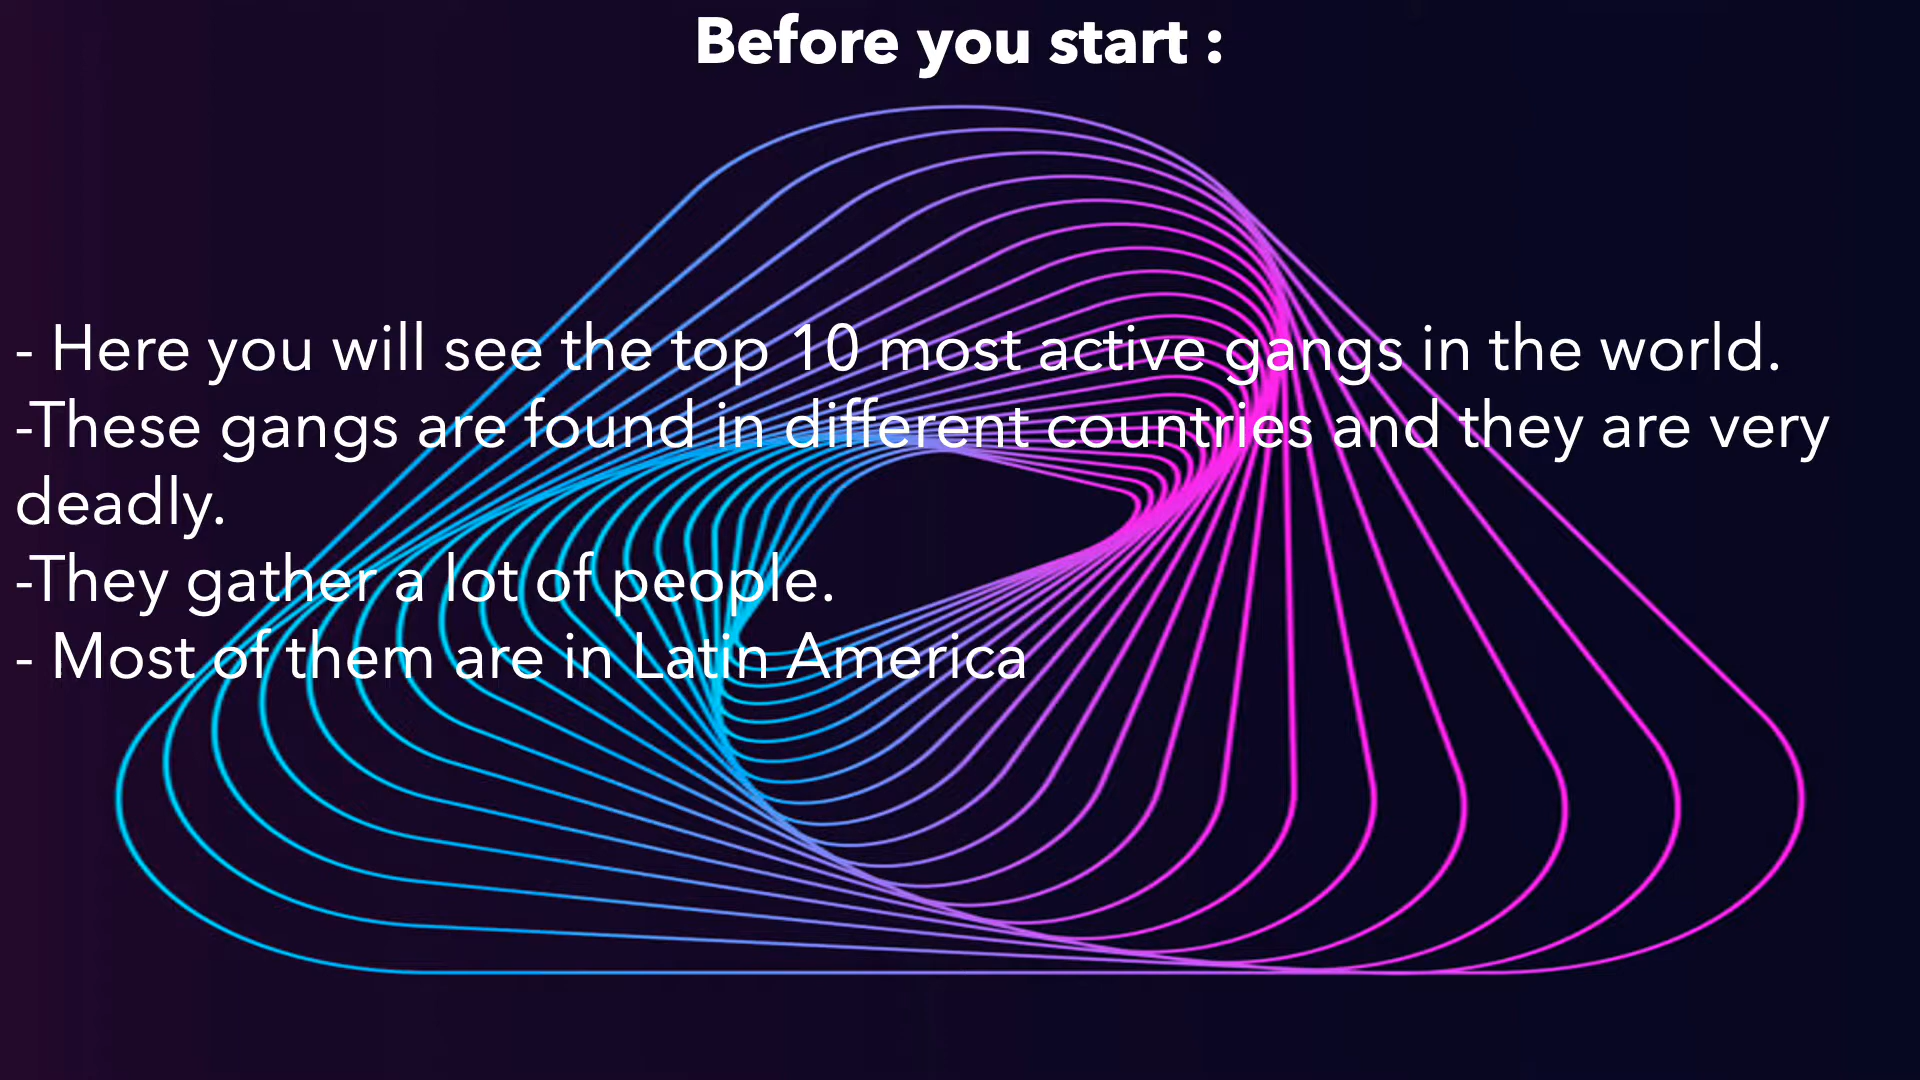 Before you start :
- Here you will see the top 10 most active gangs in the world.
-These gangs are found in different countries and they are very
deadly.
-They gather a lot of people.
- Most of them are in Latin America